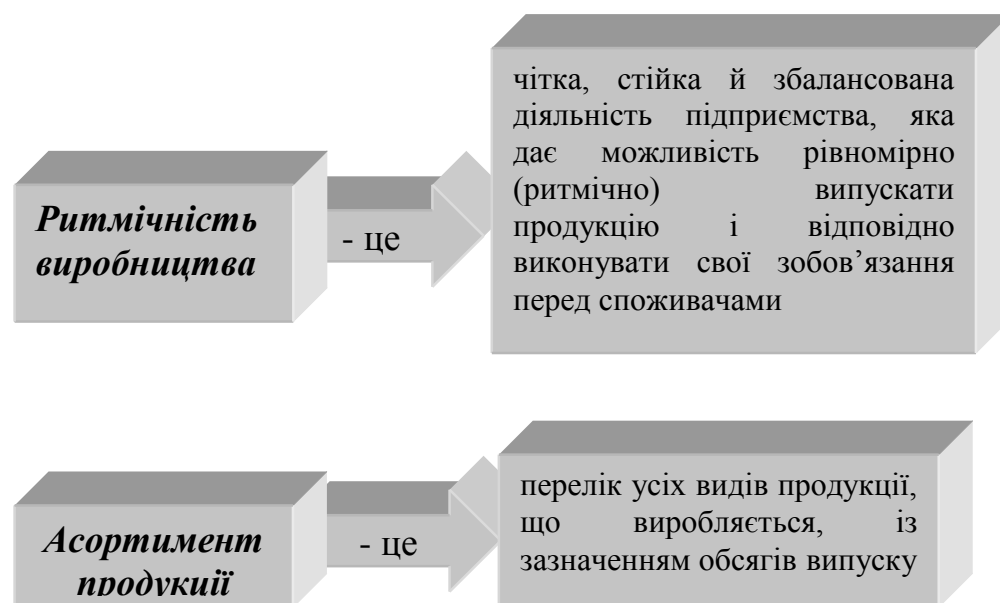 Ритмічність
виробництва
- це
чітка, стійка й збалансована
діяльність підприємства, яка
дає можливість рівномірно
(ритмічно) випускати
продукцію і відповідно
виконувати свої зобов’язання
перед споживачами
Асортимент
продукції
- це
перелік усіх видів продукції,
що виробляється, із
зазначенням обсягів випуску